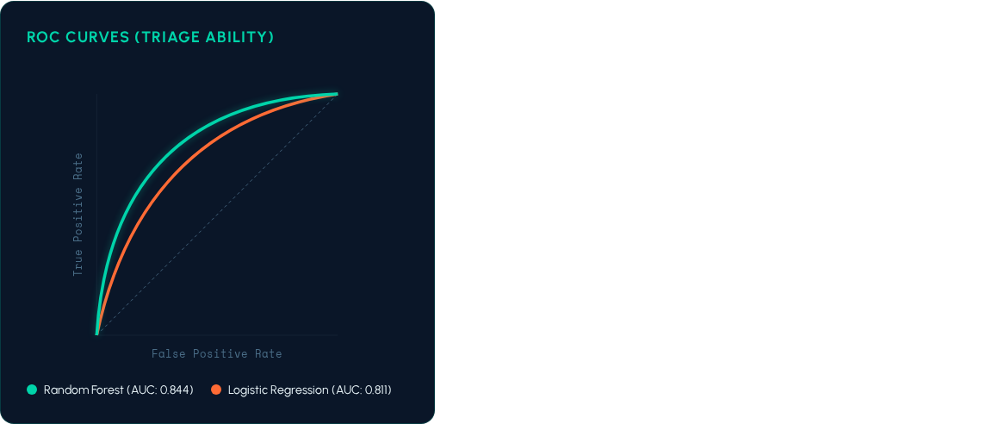 ROC CURVES (TRIAGE ABILITY)
True Positive Rate
False Positive Rate
Random Forest (AUC: 0.844)
Logistic Regression (AUC: 0.811)